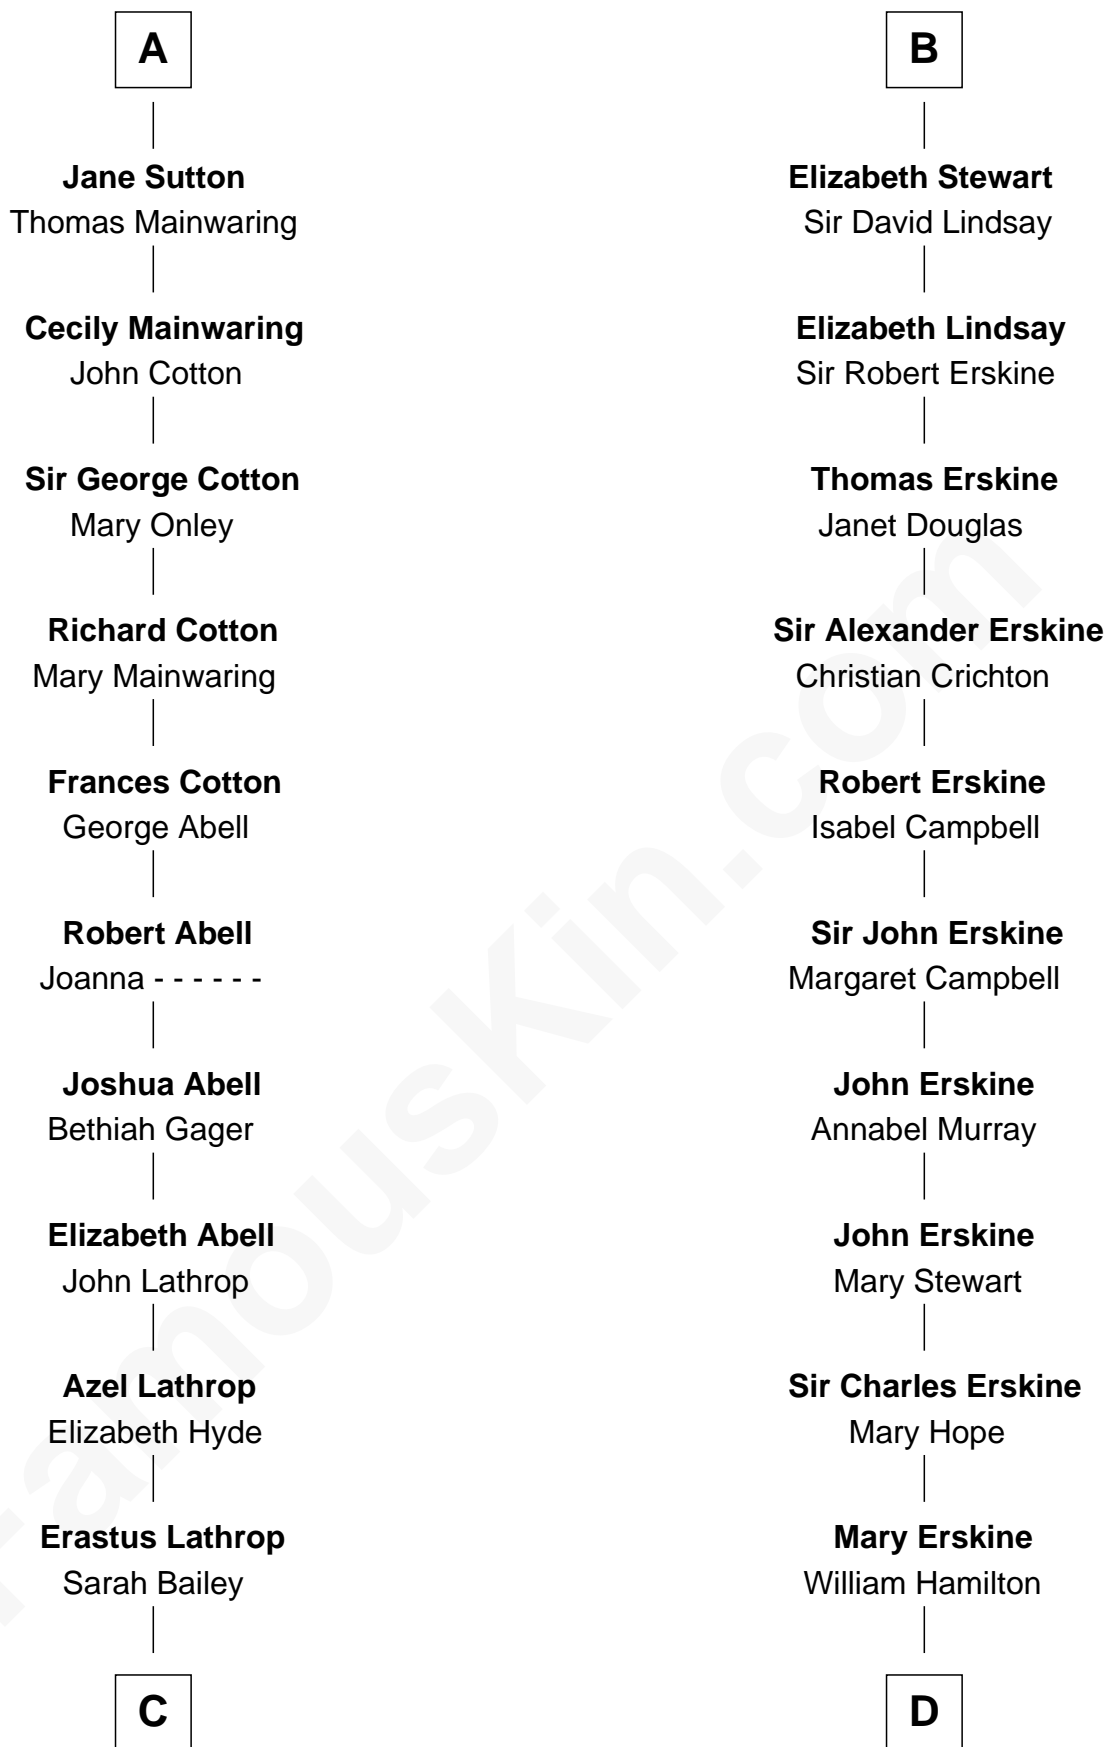 A
Jane Sutton
Thomas Mainwaring
Cecily Mainwaring
John Cotton
Sir George Cotton
Mary Onley
Richard Cotton
Mary Mainwaring
Frances Cotton
George Abell
Robert Abell
Joanna - - - - - -
Joshua Abell
Bethiah Gager
Elizabeth Abell
John Lathrop
Azel Lathrop
Elizabeth Hyde
Erastus Lathrop
Sarah Bailey
C
B
Elizabeth Stewart
Sir David Lindsay
Elizabeth Lindsay
Sir Robert Erskine
Thomas Erskine
Janet Douglas
Sir Alexander Erskine
Christian Crichton
Robert Erskine
Isabel Campbell
Sir John Erskine
Margaret Campbell
John Erskine
Annabel Murray
John Erskine
Mary Stewart
Sir Charles Erskine
Mary Hope
Mary Erskine
William Hamilton
D
FamousKin.com